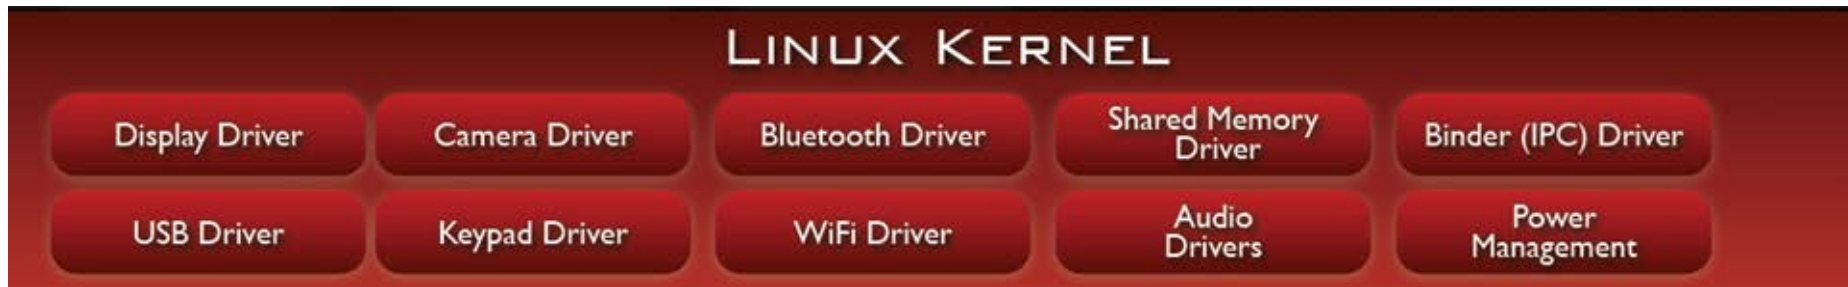 LINUX KERNEL
Display Driver
Camera Driver
Bluetooth Driver
Shared Memory
Driver
Binder (IPC) Driver
USB Driver
Keypad Driver
WiFi Driver
Audio
Drivers
Power
Management